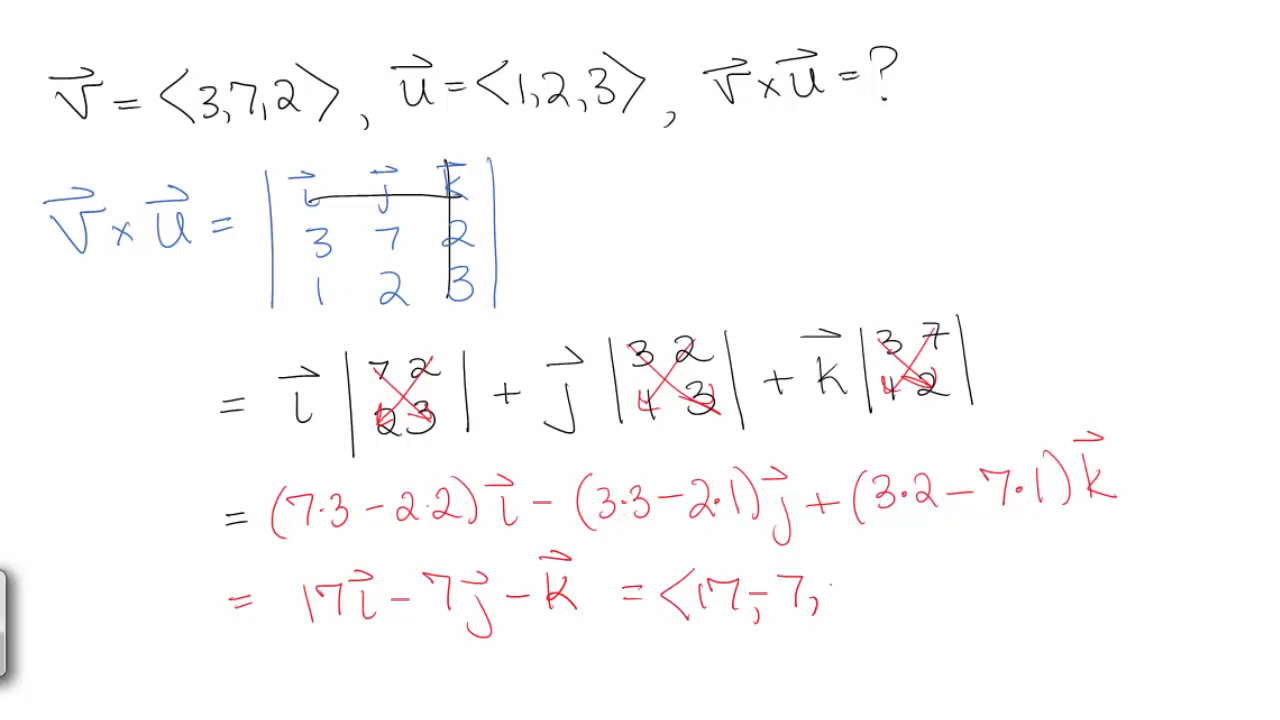 v⃗ = <3,7,2>, u⃗ = <1,2,3>, v⃗ × u⃗ = ?
v⃗ × u⃗ = | i⃗ j⃗ k⃗ |
3 7 2
1 2 3
= i⃗ | 7 2 | + j⃗ | 3 2 | + k⃗ | 3 7 |
2 3 1 3 1 2
= (7·3 − 2·2) i⃗ − (3·3 − 2·1) j⃗ + (3·2 − 7·1) k⃗
= 17 i⃗ − 7 j⃗ − k⃗ = <17, −7,